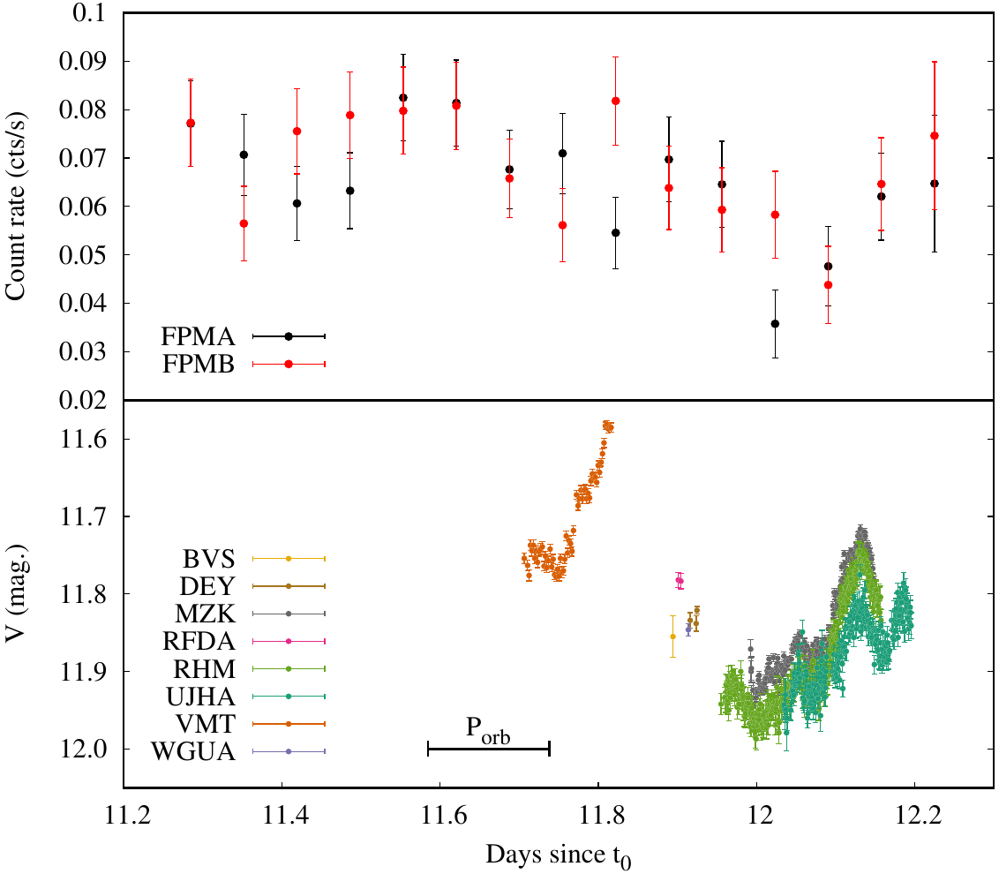 0.1
0.09
0.08
0.07
0.06
0.05
0.04
0.03
0.02
Count rate (cts/s)
FPMA
FPMB
11.6
11.7
11.8
11.9
12.0
V (mag.)
BVS
DEY
MZK
RFDA
RHM
UJHA
VMT
WGUA
P_orb
11.2 11.4 11.6 11.8 12 12.2
Days since t_0